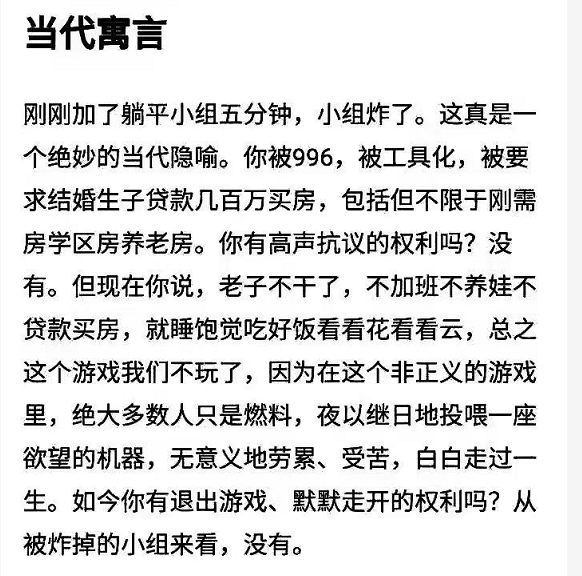 当代寓言
刚刚加了躺平小组五分钟，小组炸了。这真是一
个绝妙的当代隐喻。你被996，被工具化，被要
求结婚生子贷款几百万买房，包括但不限于刚需
房学区房养老房。你有高声抗议的权利吗？没
有。但现在你说，老子不干了，不加班不养娃不
贷款买房，就睡饱觉吃好饭看看花看看云，总之
这个游戏我们不玩了，因为在这个非正义的游戏
里，绝大多数人只是燃料，夜以继日地投喂一座
欲望的机器，无意义地劳累、受苦，白白走过一
生。如今你有退出游戏、默默走开的权利吗？从
被炸掉的小组来看，没有。